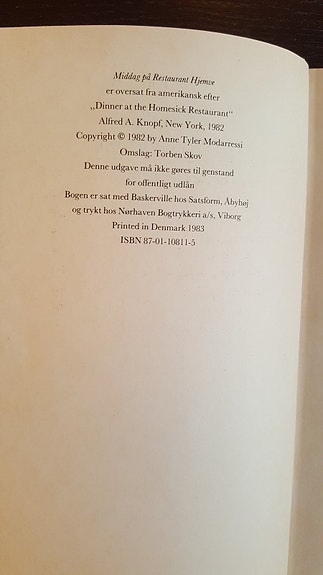 Middag på Restaurant Hjemve
er oversat fra amerikansk efter
,,Dinner at the Homesick Restaurant“
Alfred A. Knopf, New York, 1982
Copyright © 1982 by Anne Tyler Modarressi
Omslag: Torben Skov
Denne udgave må ikke gøres til genstand
for offentligt udlån
Bogen er sat med Baskerville hos Satsform, Åbyhøj
og trykt hos Nørhaven Bogtrykkeri a/s, Viborg
Printed in Denmark 1983
ISBN 87-01-10811-5